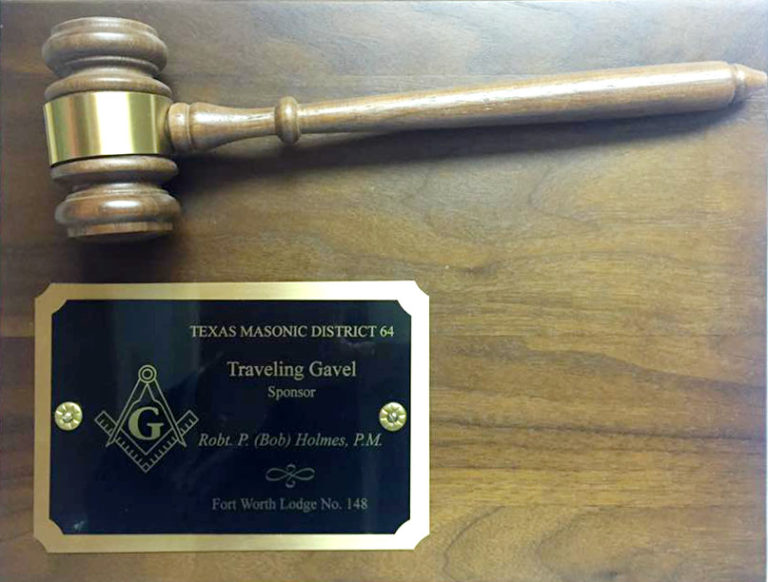 TEXAS MASONIC DISTRICT 64
Traveling Gavel
Sponsor
G
Robt. P. (Bob) Holmes, P.M.
Fort Worth Lodge No. 148